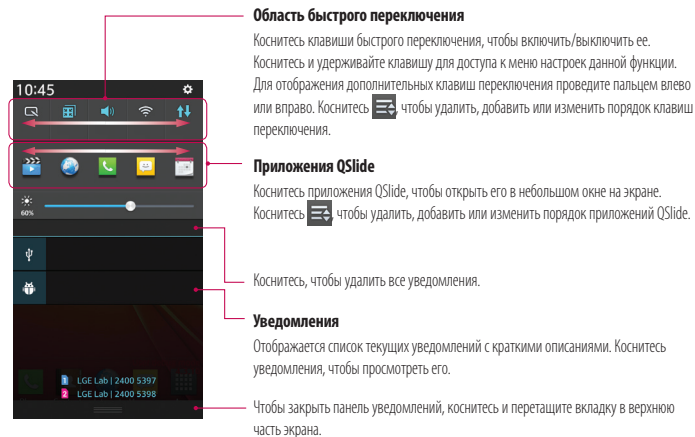 Область быстрого переключения
Коснитесь клавиши быстрого переключения, чтобы включить/выключить ее.
Коснитесь и удерживайте клавишу для доступа к меню настроек данной функции.
Для отображения дополнительных клавиш переключения проведите пальцем влево
или вправо. Коснитесь , чтобы удалить, добавить или изменить порядок клавиш
переключения.
10:45
Приложения QSlide
Коснитесь приложения QSlide, чтобы открыть его в небольшом окне на экране.
Коснитесь , чтобы удалить, добавить или изменить порядок приложений QSlide.
60%
Коснитесь, чтобы удалить все уведомления.
Уведомления
Отображается список текущих уведомлений с краткими описаниями. Коснитесь
уведомления, чтобы просмотреть его.
1 LGE Lab | 2400 5397
2 LGE Lab | 2400 5398
Чтобы закрыть панель уведомлений, коснитесь и перетащите вкладку в верхнюю
часть экрана.